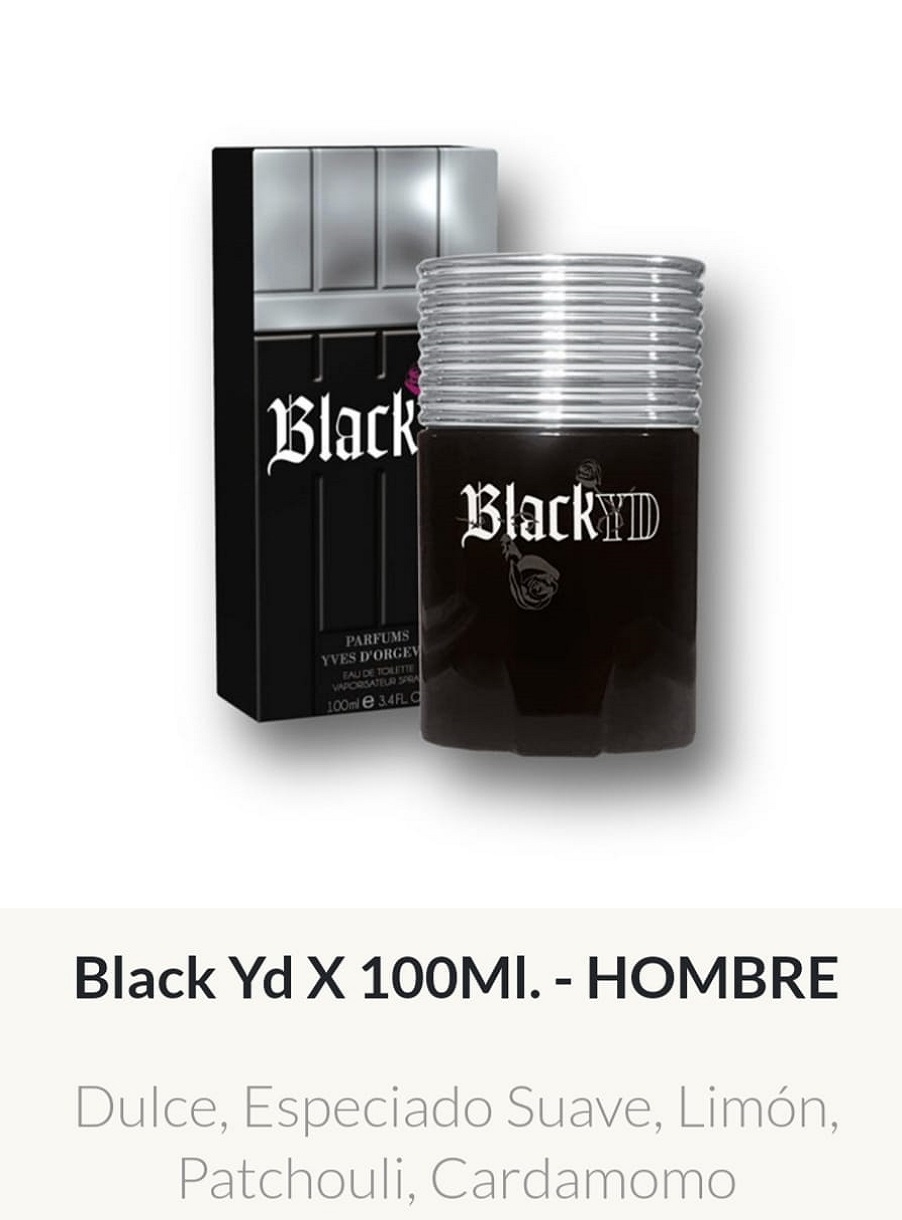 Black
PARFUMS
YVES D'ORGEV
EAU DE TOILETTE
VAPORISATEUR SPRA
100ml e 3.4FL O
BlackYD
Black Yd X 100Ml. - HOMBRE
Dulce, Especiado Suave, Limón,
Patchouli, Cardamomo